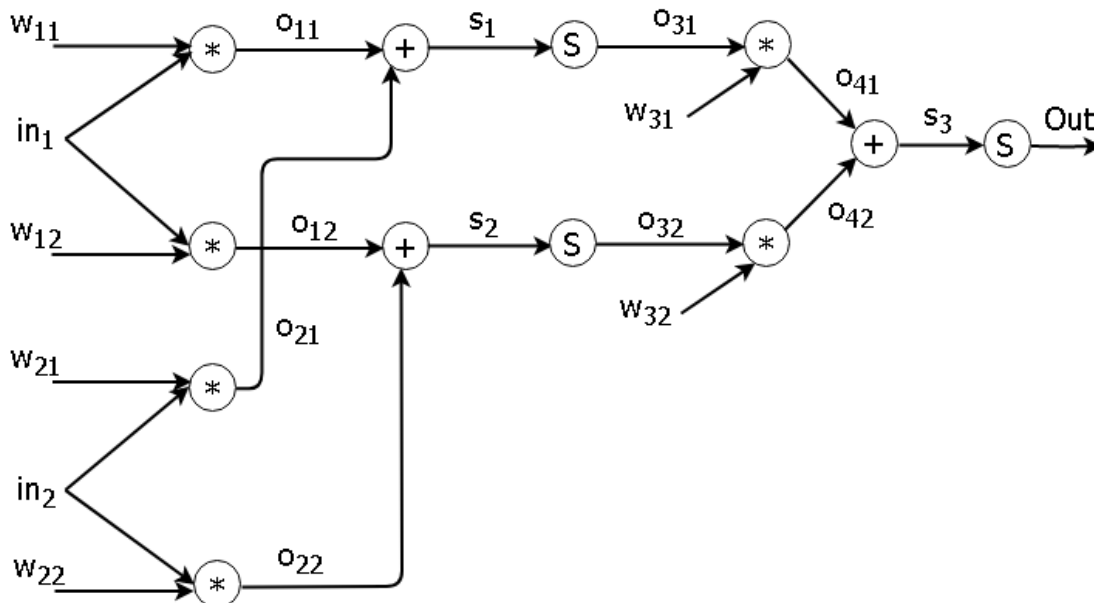 w11 o11 + s1 S o31 *
*
in1 w31 o41
+ s3 S Out
w12 o12 + s2 S o32 * o42
*
w32
w21 o21
*
in2
w22 o22
*